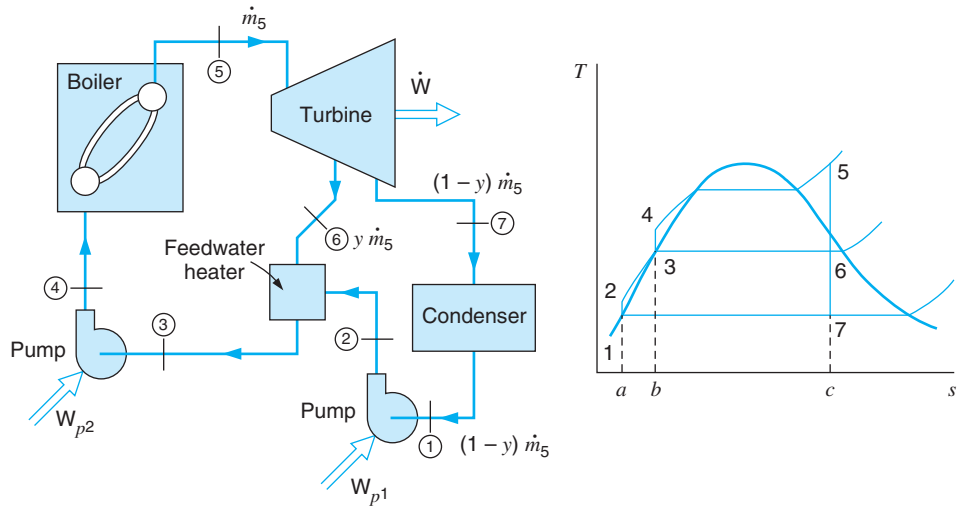 ṁ5
5
Boiler
Turbine
Ẇ
(1 − y) ṁ5
7
6
y ṁ5
Feedwater
heater
4
3
2
Condenser
Pump
Wp2
Pump
1
(1 − y) ṁ5
Wp1
T
5
4
3
6
2
7
1
a
b
c
s